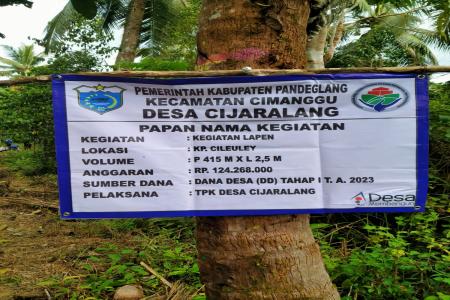 PEMERINTAH KABUPATEN PANDEGLANG
KECAMATAN CIMANGGU
DESA CIJARALANG
PAPAN NAMA KEGIATAN
KEGIATAN : KEGIATAN LAPEN
LOKASI : KP. CILEULEY
VOLUME : P 415 M X L 2,5 M
ANGGARAN : RP. 124.268.000
SUMBER DANA : DANA DESA (DD) TAHAP I T. A. 2023
PELAKSANA : TPK DESA CIJARALANG
Desa
Membangun